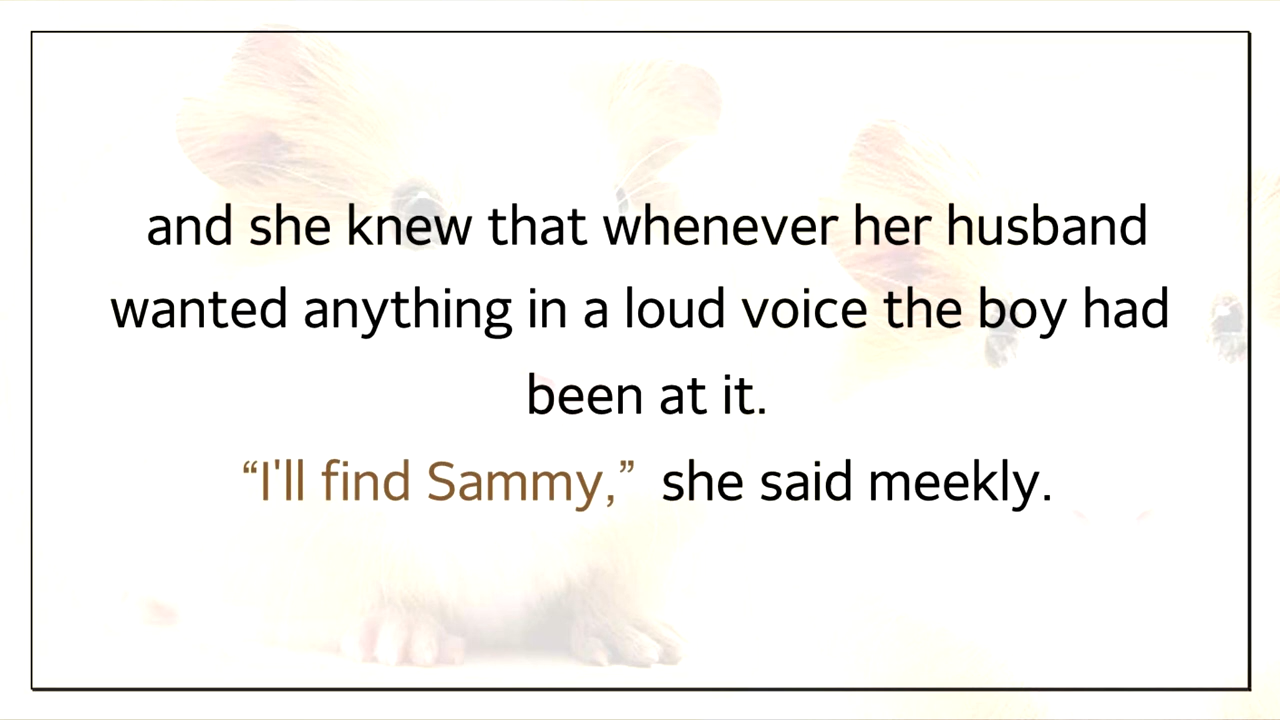 and she knew that whenever her husband
wanted anything in a loud voice the boy had
been at it.
“I'll find Sammy,” she said meekly.